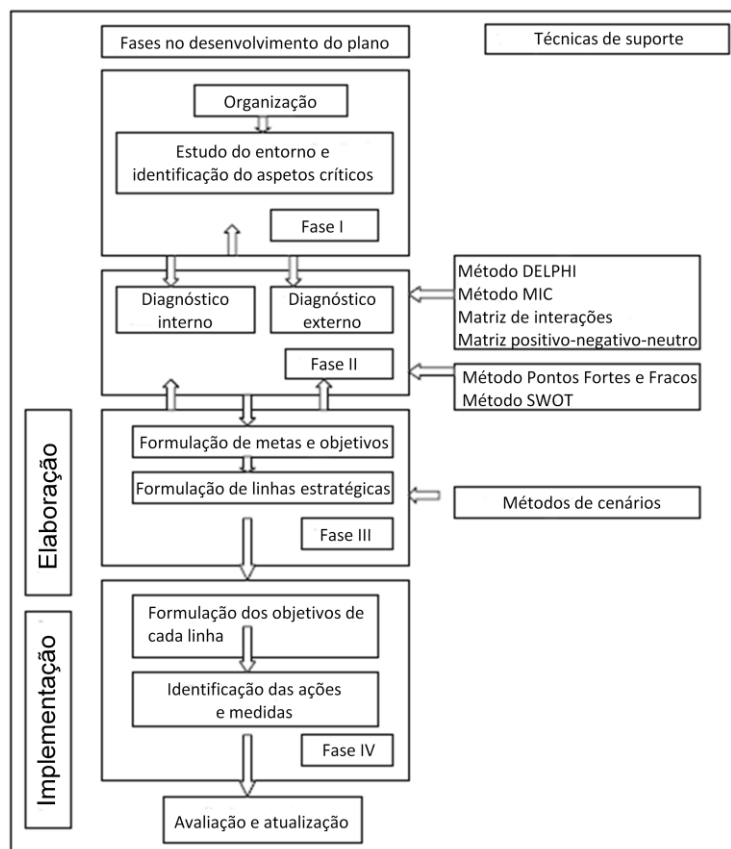 Fases no desenvolvimento do plano
Técnicas de suporte
Organização
Estudo do entorno e
identificação do aspetos críticos
Fase I
Diagnóstico
interno
Diagnóstico
externo
Fase II
Método DELPHI
Método MIC
Matriz de interações
Matriz positivo-negativo-neutro
Método Pontos Fortes e Fracos
Método SWOT
Elaboração
Formulação de metas e objetivos
Formulação de linhas estratégicas
Fase III
Métodos de cenários
Implementação
Formulação dos objetivos de
cada linha
Identificação das ações
e medidas
Fase IV
Avaliação e atualização